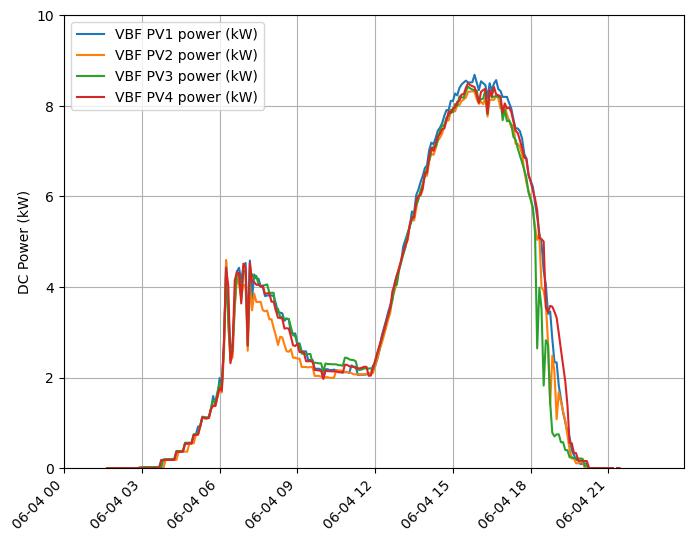 VBF PV1 power (kW)
VBF PV2 power (kW)
VBF PV3 power (kW)
VBF PV4 power (kW)
DC Power (kW)
10
8
6
4
2
0
06-04 00
06-04 03
06-04 06
06-04 09
06-04 12
06-04 15
06-04 18
06-04 21